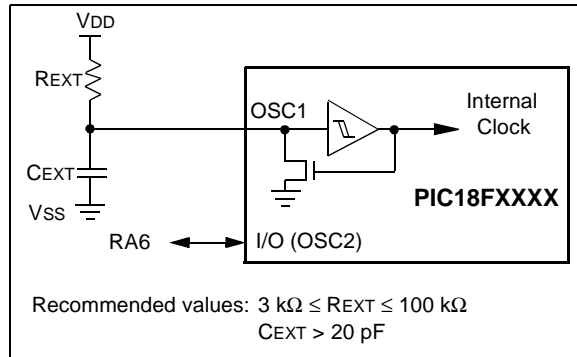 VDD
REXT
OSC1
Internal
Clock
CEXT
PIC18FXXXX
VSS
RA6
I/O (OSC2)
Recommended values: 3 kΩ ≤ REXT ≤ 100 kΩ
CEXT > 20 pF